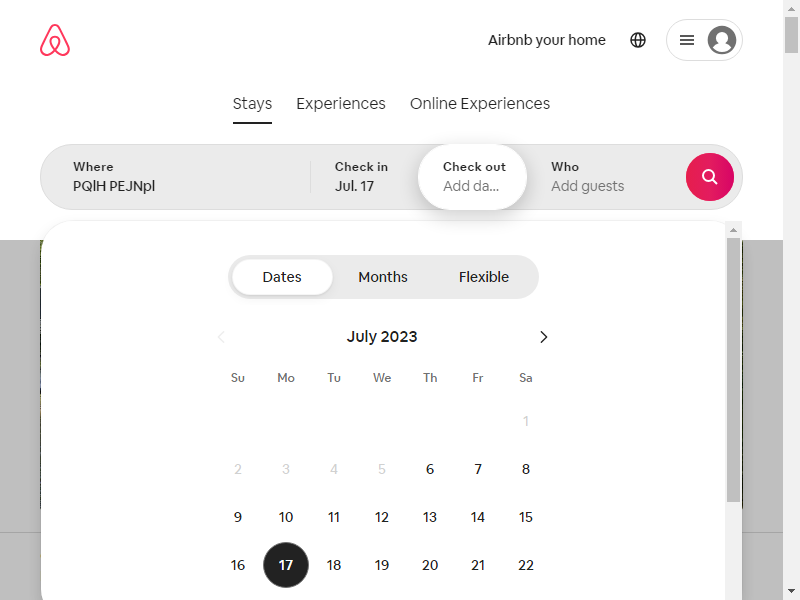 Airbnb your home
Stays Experiences Online Experiences
Where Check in Check out Who
PQlH PEJNpl Jul. 17 Add da... Add guests
Dates Months Flexible
July 2023
Su Mo Tu We Th Fr Sa
1
2 3 4 5 6 7 8
9 10 11 12 13 14 15
16 17 18 19 20 21 22